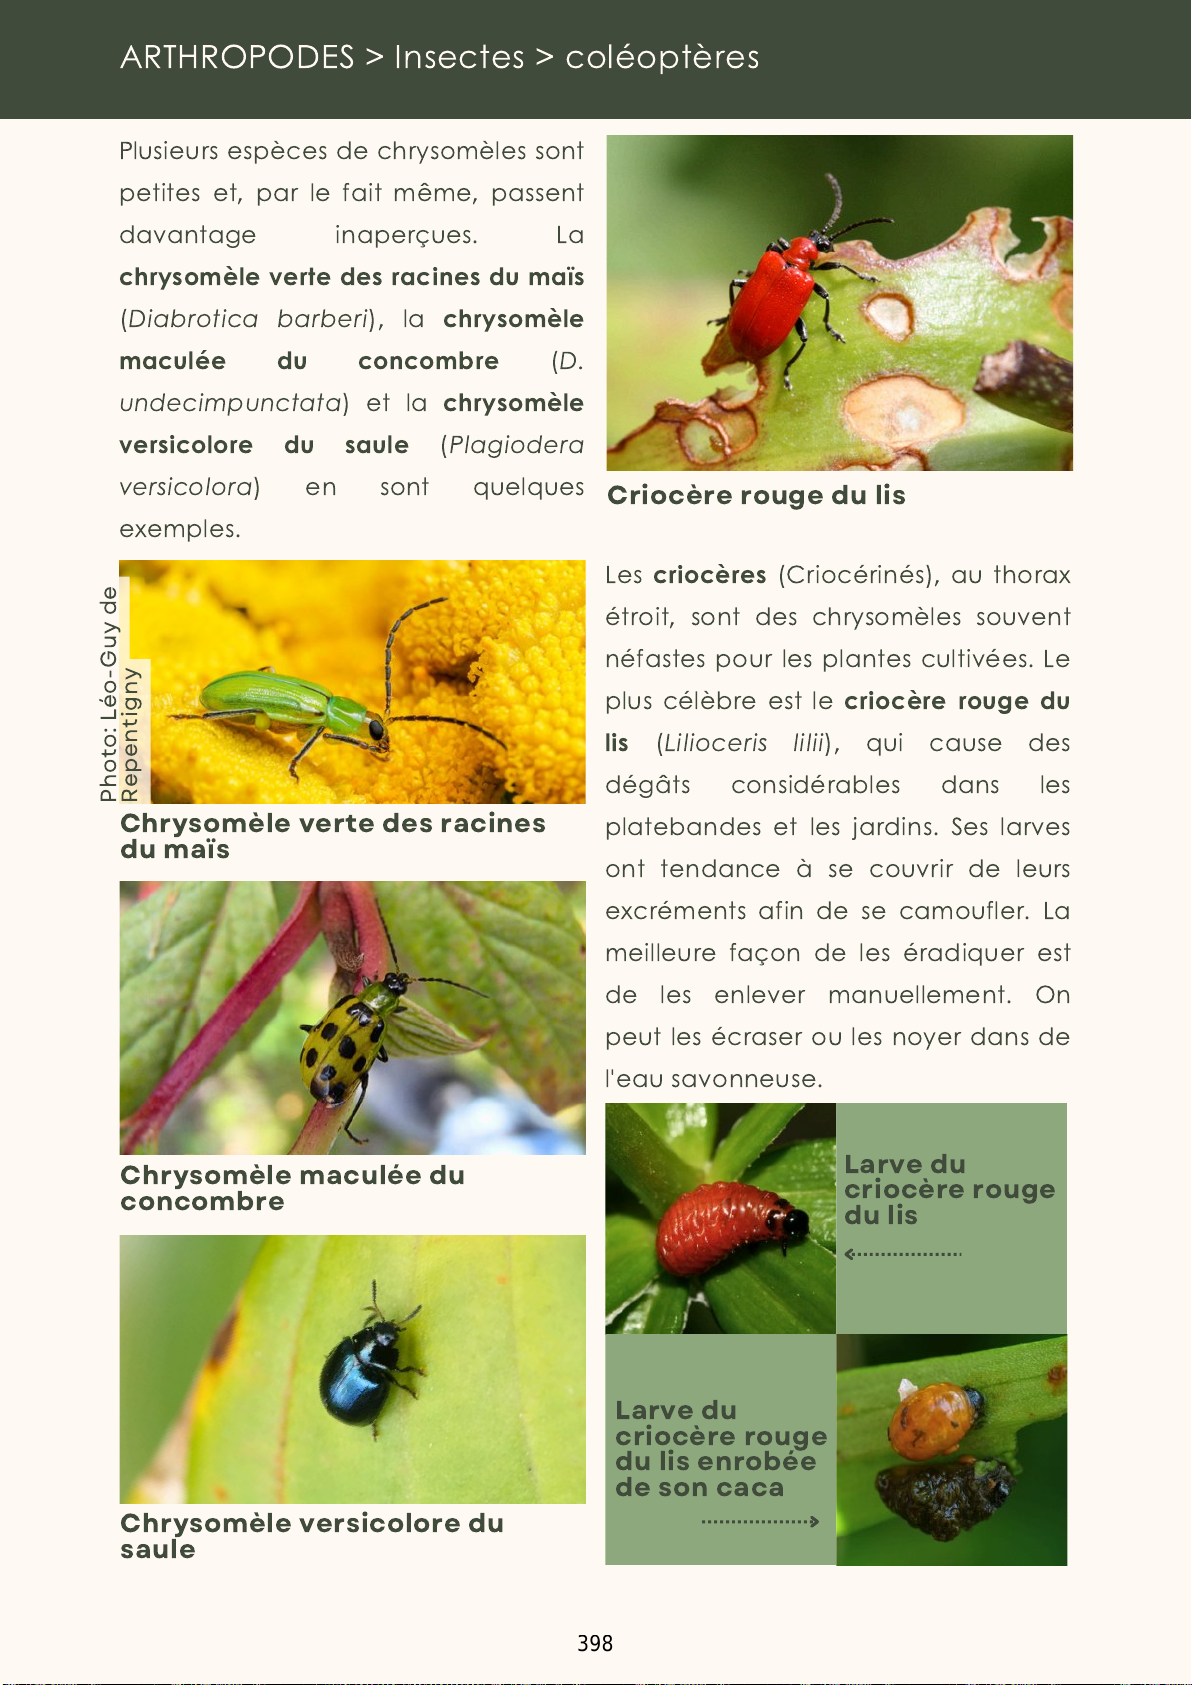 ARTHROPODES > Insectes > coléoptères
Plusieurs espèces de chrysomèles sont
petites et, par le fait même, passent
davantage inaperçues. La
chrysomèle verte des racines du maïs
(Diabrotica barberi), la chrysomèle
maculée du concombre (D.
undecimpunctata) et la chrysomèle
versicolore du saule (Plagiodera
versicolora) en sont quelques
exemples.
Photo: Léo-Guy de
Repentigny
Chrysomèle verte des racines
du maïs
Chrysomèle maculée du
concombre
Chrysomèle versicolore du
saule
Criocère rouge du lis
Les criocères (Criocérinés), au thorax
étroit, sont des chrysomèles souvent
néfastes pour les plantes cultivées. Le
plus célèbre est le criocère rouge du
lis (Lilioceris lilii), qui cause des
dégâts considérables dans les
platebandes et les jardins. Ses larves
ont tendance à se couvrir de leurs
excréments afin de se camoufler. La
meilleure façon de les éradiquer est
de les enlever manuellement. On
peut les écraser ou les noyer dans de
l'eau savonneuse.
Larve du
criocère rouge
du lis
Larve du
criocère rouge
du lis enrobée
de son caca
398